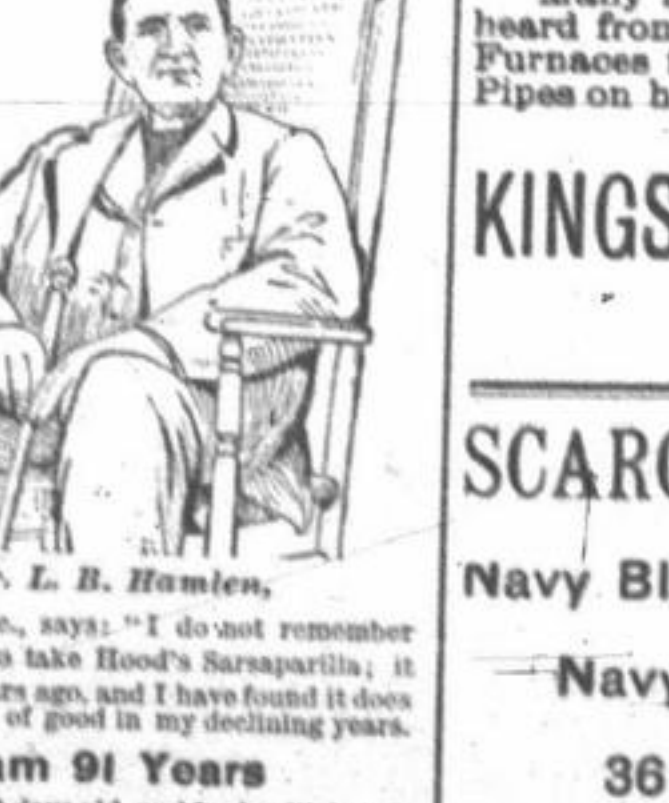 L. B. Hamlen,
says: "I do not remember
take Hood's Sarsaparilla; it
ago, and I have found it does
of good in my declining years.
am 91 Years
heard from
Furnaces
Pipes on h
KINGS
SCARC
Navy Bl
Navy
36